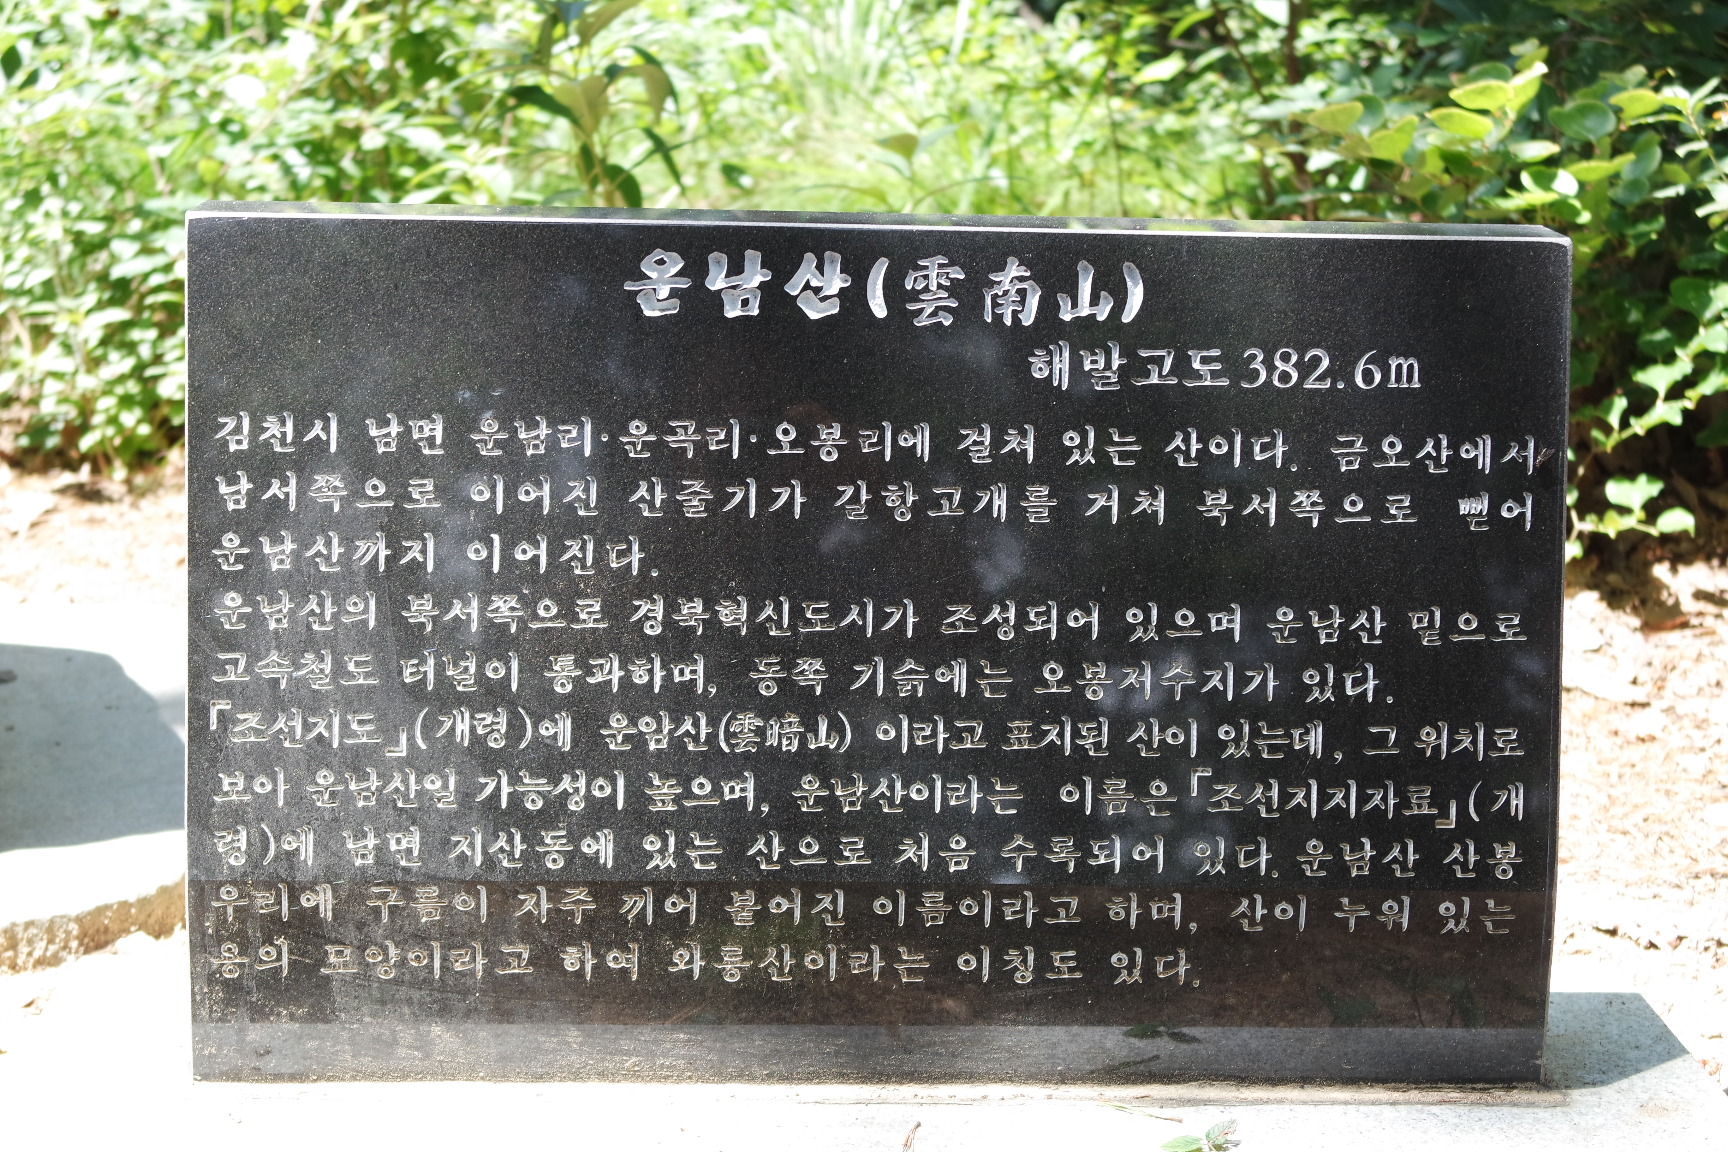 운남산(雲南山)
해발고도 382.6m
김천시 남면 운남리·운곡리·오봉리에 걸쳐 있는 산이다. 금오산에서
남서쪽으로 이어진 산줄기가 갈항고개를 거쳐 북서쪽으로 뻗어
운남산까지 이어진다.
운남산의 북서쪽으로 경북혁신도시가 조성되어 있으며 운남산 밑으로
고속철도 터널이 통과하며, 동쪽 기슭에는 오봉저수지가 있다.
『조선지도』(개령)에 운암산(雲暗山) 이라고 표지된 산이 있는데, 그 위치로
보아 운남산일 가능성이 높으며, 운남산이라는 이름은『조선지지자료』(개
령)에 남면 지산동에 있는 산으로 처음 수록되어 있다. 운남산 산봉
우리에 구름이 자주 끼어 붙어진 이름이라고 하며, 산이 누워 있는
용의 모양이라고 하여 와룡산이라는 이칭도 있다.